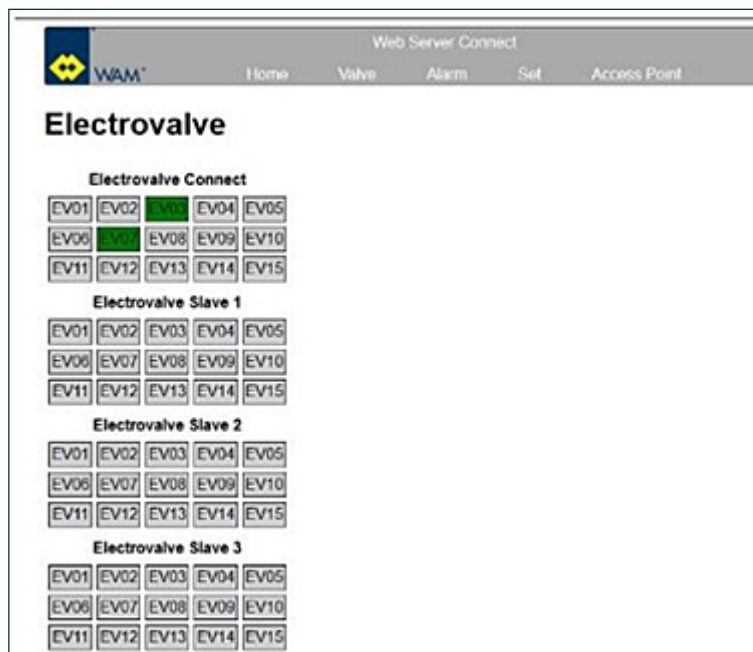 Web Server Connect
WAM® Home Valve Alarm Set Access Point
Electrovalve
Electrovalve Connect
EV01 EV02 EV03 EV04 EV05
EV06 EV07 EV08 EV09 EV10
EV11 EV12 EV13 EV14 EV15
Electrovalve Slave 1
EV01 EV02 EV03 EV04 EV05
EV06 EV07 EV08 EV09 EV10
EV11 EV12 EV13 EV14 EV15
Electrovalve Slave 2
EV01 EV02 EV03 EV04 EV05
EV06 EV07 EV08 EV09 EV10
EV11 EV12 EV13 EV14 EV15
Electrovalve Slave 3
EV01 EV02 EV03 EV04 EV05
EV06 EV07 EV08 EV09 EV10
EV11 EV12 EV13 EV14 EV15